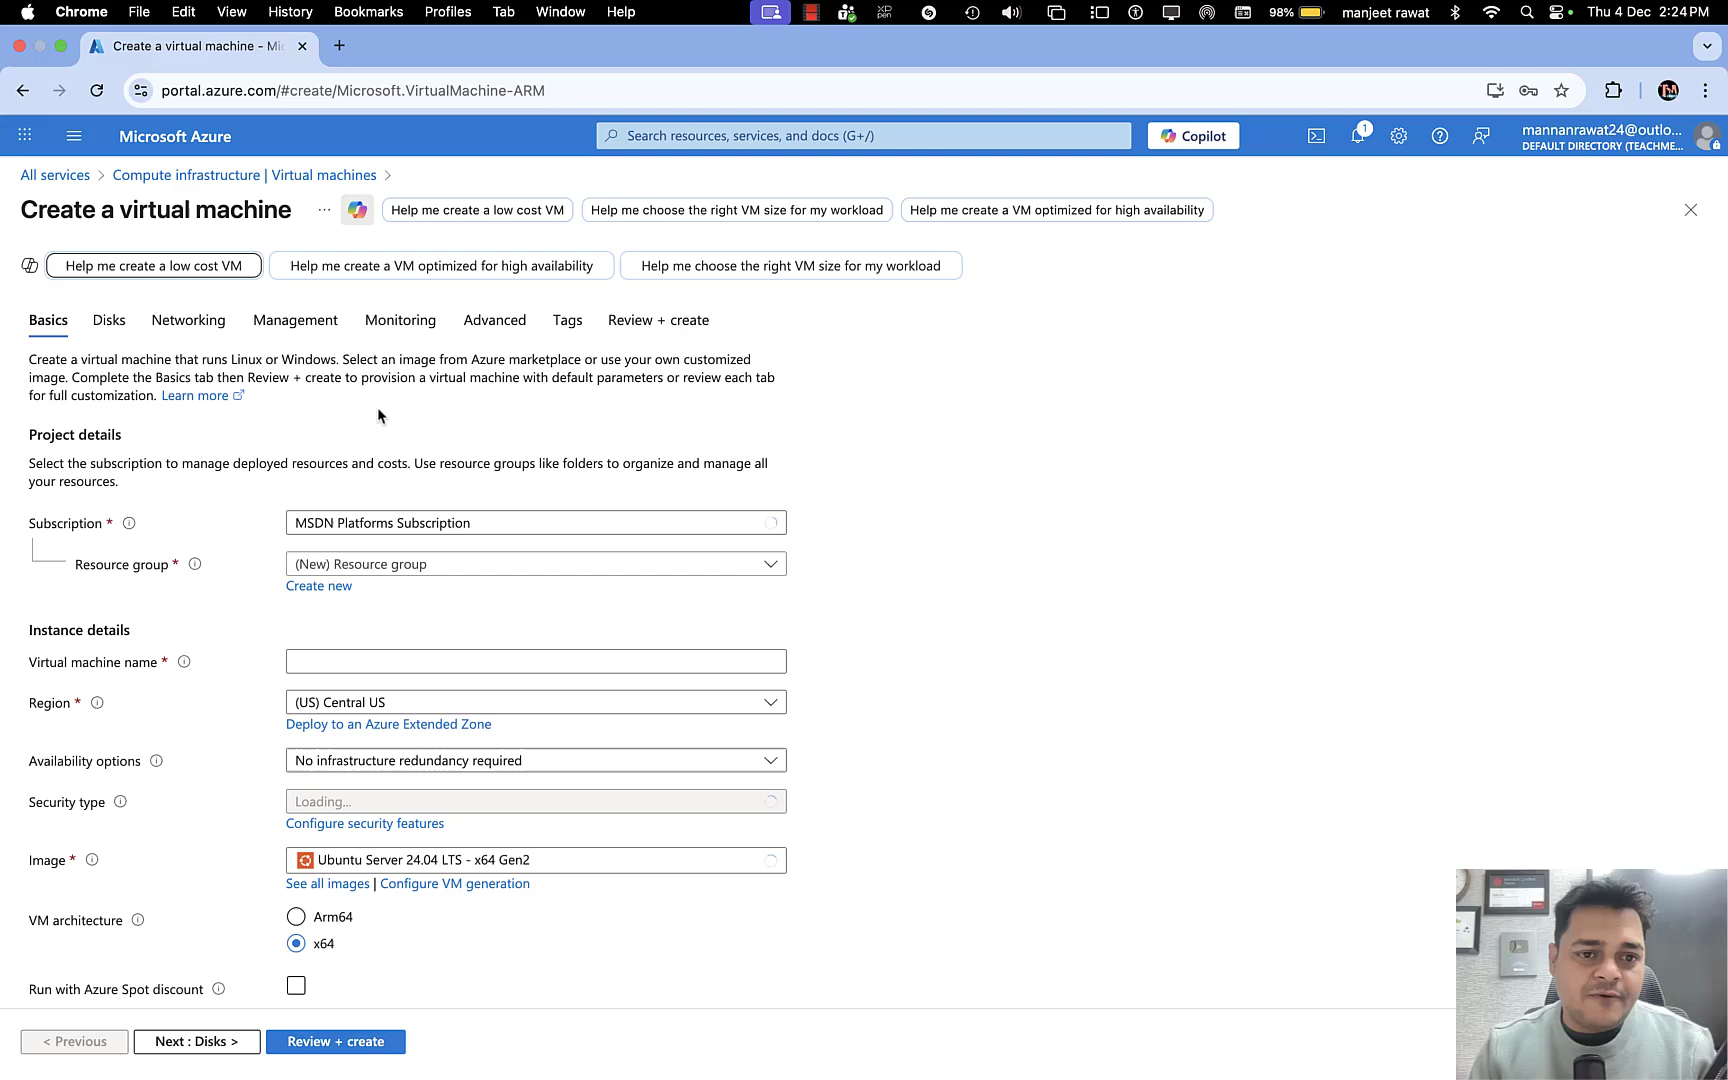 Chrome File Edit View History Bookmarks Profiles Tab Window Help 98% manjeet rawat Thu 4 Dec 2:24 PM
Create a virtual machine - Mi
portal.azure.com/#create/Microsoft.VirtualMachine-ARM
Microsoft Azure
Search resources, services, and docs (G+/)
Copilot
1
mannanrawat24@outlo...
DEFAULT DIRECTORY (TEACHME...
All services > Compute infrastructure | Virtual machines >
Create a virtual machine ...
Help me create a low cost VM
Help me choose the right VM size for my workload
Help me create a VM optimized for high availability
Help me create a low cost VM
Help me create a VM optimized for high availability
Help me choose the right VM size for my workload
Basics Disks Networking Management Monitoring Advanced Tags Review + create
Create a virtual machine that runs Linux or Windows. Select an image from Azure marketplace or use your own customized
image. Complete the Basics tab then Review + create to provision a virtual machine with default parameters or review each tab
for full customization. Learn more
Project details
Select the subscription to manage deployed resources and costs. Use resource groups like folders to organize and manage all
your resources.
Subscription * MSDN Platforms Subscription
Resource group * (New) Resource group
Create new
Instance details
Virtual machine name *
Region * (US) Central US
Deploy to an Azure Extended Zone
Availability options No infrastructure redundancy required
Security type Loading...
Configure security features
Image * Ubuntu Server 24.04 LTS - x64 Gen2
See all images | Configure VM generation
VM architecture Arm64
x64
Run with Azure Spot discount
< Previous Next : Disks > Review + create